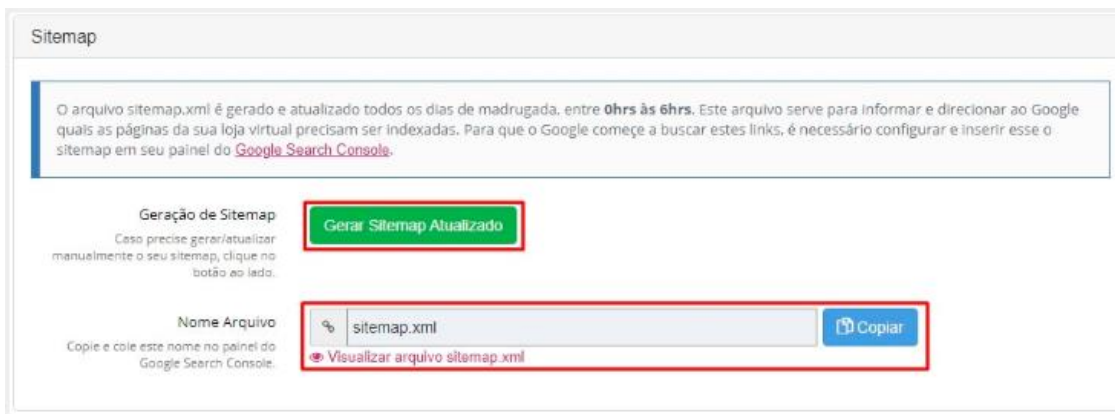 Sitemap
O arquivo sitemap.xml é gerado e atualizado todos os dias de madrugada, entre 0hrs às 6hrs. Este arquivo serve para informar e direcionar ao Google
quais as páginas da sua loja virtual precisam ser indexadas. Para que o Google começe a buscar estes links, é necessário configurar e inserir esse o
sitemap em seu painel do Google Search Console.
Geração de Sitemap
Gerar Sitemap Atualizado
Caso precise gerar/atualizar
manualmente o seu sitemap, clique no
botão ao lado.
Nome Arquivo
sitemap.xml
Copiar
Copie e cole este nome no painel do
Google Search Console.
Visualizar arquivo sitemap.xml